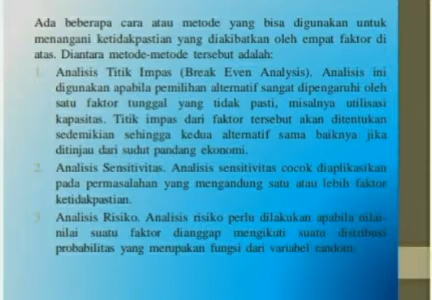 Ada beberapa cara atau metode yang bisa digunakan untuk
menangani ketidakpastian yang diakibatkan oleh empat faktor di
atas. Diantara metode-metode tersebut adalah:
1. Analisis Titik Impas (Break Even Analysis). Analisis ini
digunakan apabila pemilihan alternatif sangat dipengaruhi oleh
satu faktor tunggal yang tidak pasti, misalnya utilisasi
kapasitas. Titik impas dari faktor tersebut akan ditentukan
sedemikian sehingga kedua alternatif sama baiknya jika
ditinjau dari sudut pandang ekonomi.
2. Analisis Sensitivitas. Analisis sensitivitas cocok diaplikasikan
pada permasalahan yang mengandung satu atau lebih faktor
ketidakpastian.
3. Analisis Risiko. Analisis risiko perlu dilakukan apabila nilai-
nilai suatu faktor dianggap mengikuti suatu distribusi
probabilitas yang merupakan fungsi dari variabel random.